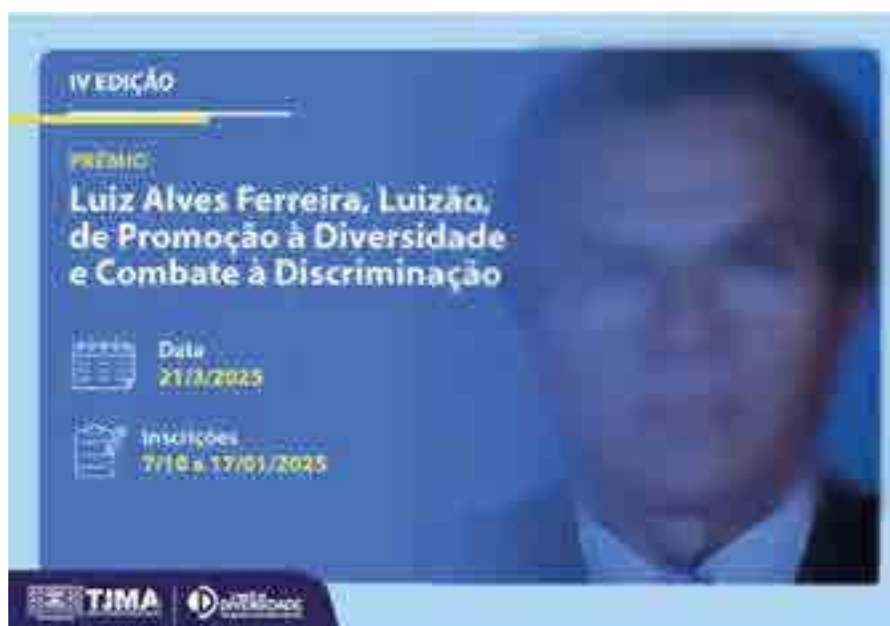 IV EDIÇÃO
PRÊMIO
Luiz Alves Ferreira, Luizão,
de Promoção à Diversidade
e Combate à Discriminação
Data
21/3/2025
Inscrições
7/10 a 17/01/2025
TJMA
DIVERSIDADE